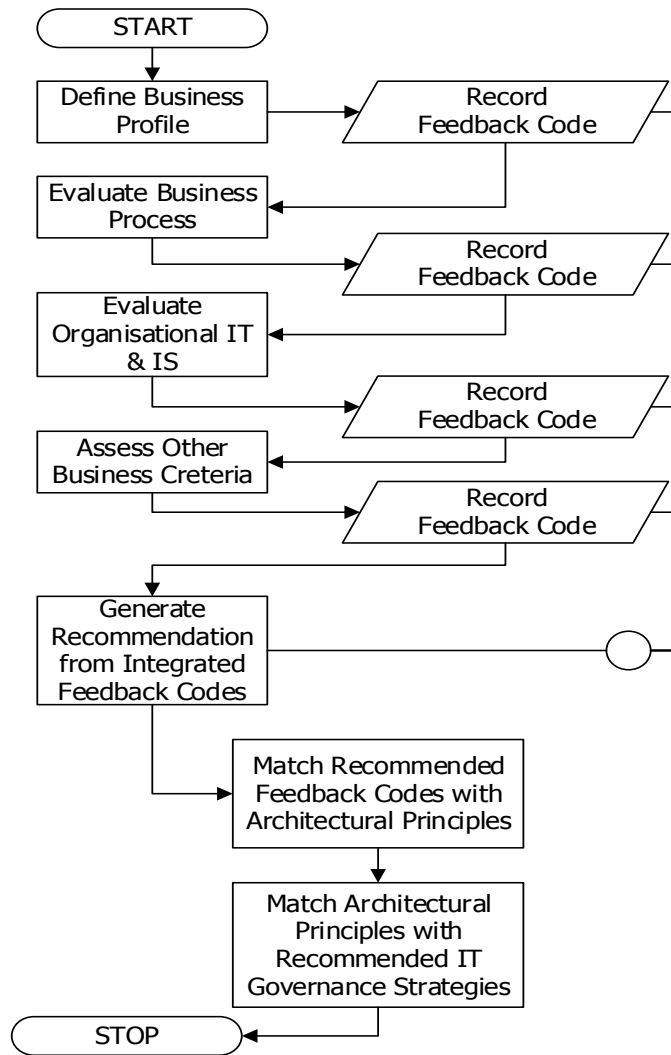 START
Define Business
Profile
Record
Feedback Code
Evaluate Business
Process
Record
Feedback Code
Evaluate
Organisational IT
& IS
Record
Feedback Code
Assess Other
Business Creteria
Record
Feedback Code
Generate
Recommendation
from Integrated
Feedback Codes
Match Recommended
Feedback Codes with
Architectural Principles
Match Architectural
Principles with
Recommended IT
Governance Strategies
STOP